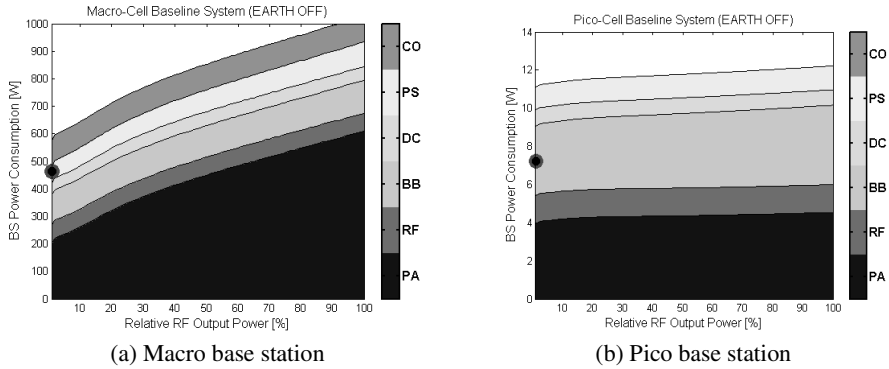 Macro-Cell Baseline System (EARTH OFF)
BS Power Consumption [W]
1000
900
800
700
600
500
400
300
200
100
0
10 20 30 40 50 60 70 80 90 100
Relative RF Output Power [%]
CO
PS
DC
BB
RF
PA
(a) Macro base station
Pico-Cell Baseline System (EARTH OFF)
BS Power Consumption [W]
14
12
10
8
6
4
2
0
10 20 30 40 50 60 70 80 90 100
Relative RF Output Power [%]
CO
PS
DC
BB
RF
PA
(b) Pico base station